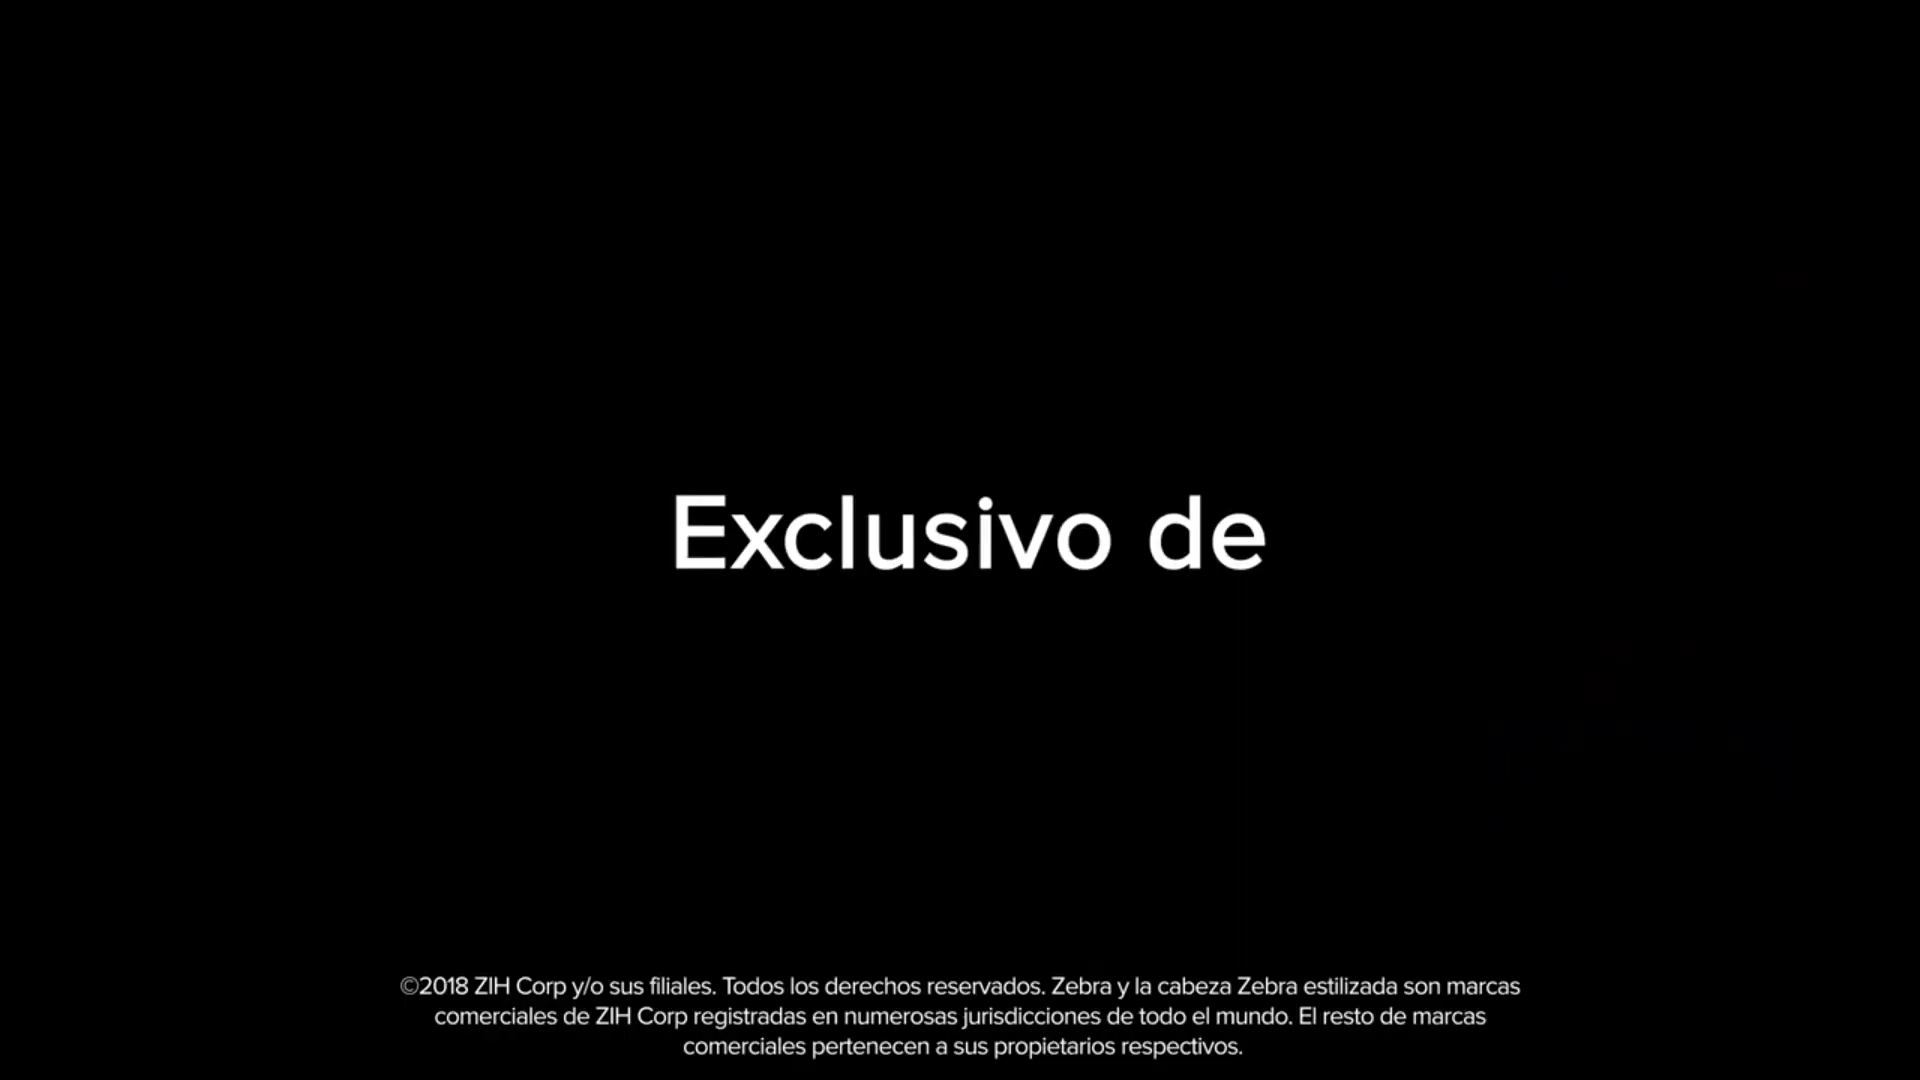 Exclusivo de
©2018 ZIH Corp y/o sus filiales. Todos los derechos reservados. Zebra y la cabeza Zebra estilizada son marcas
comerciales de ZIH Corp registradas en numerosas jurisdicciones de todo el mundo. El resto de marcas
comerciales pertenecen a sus propietarios respectivos.